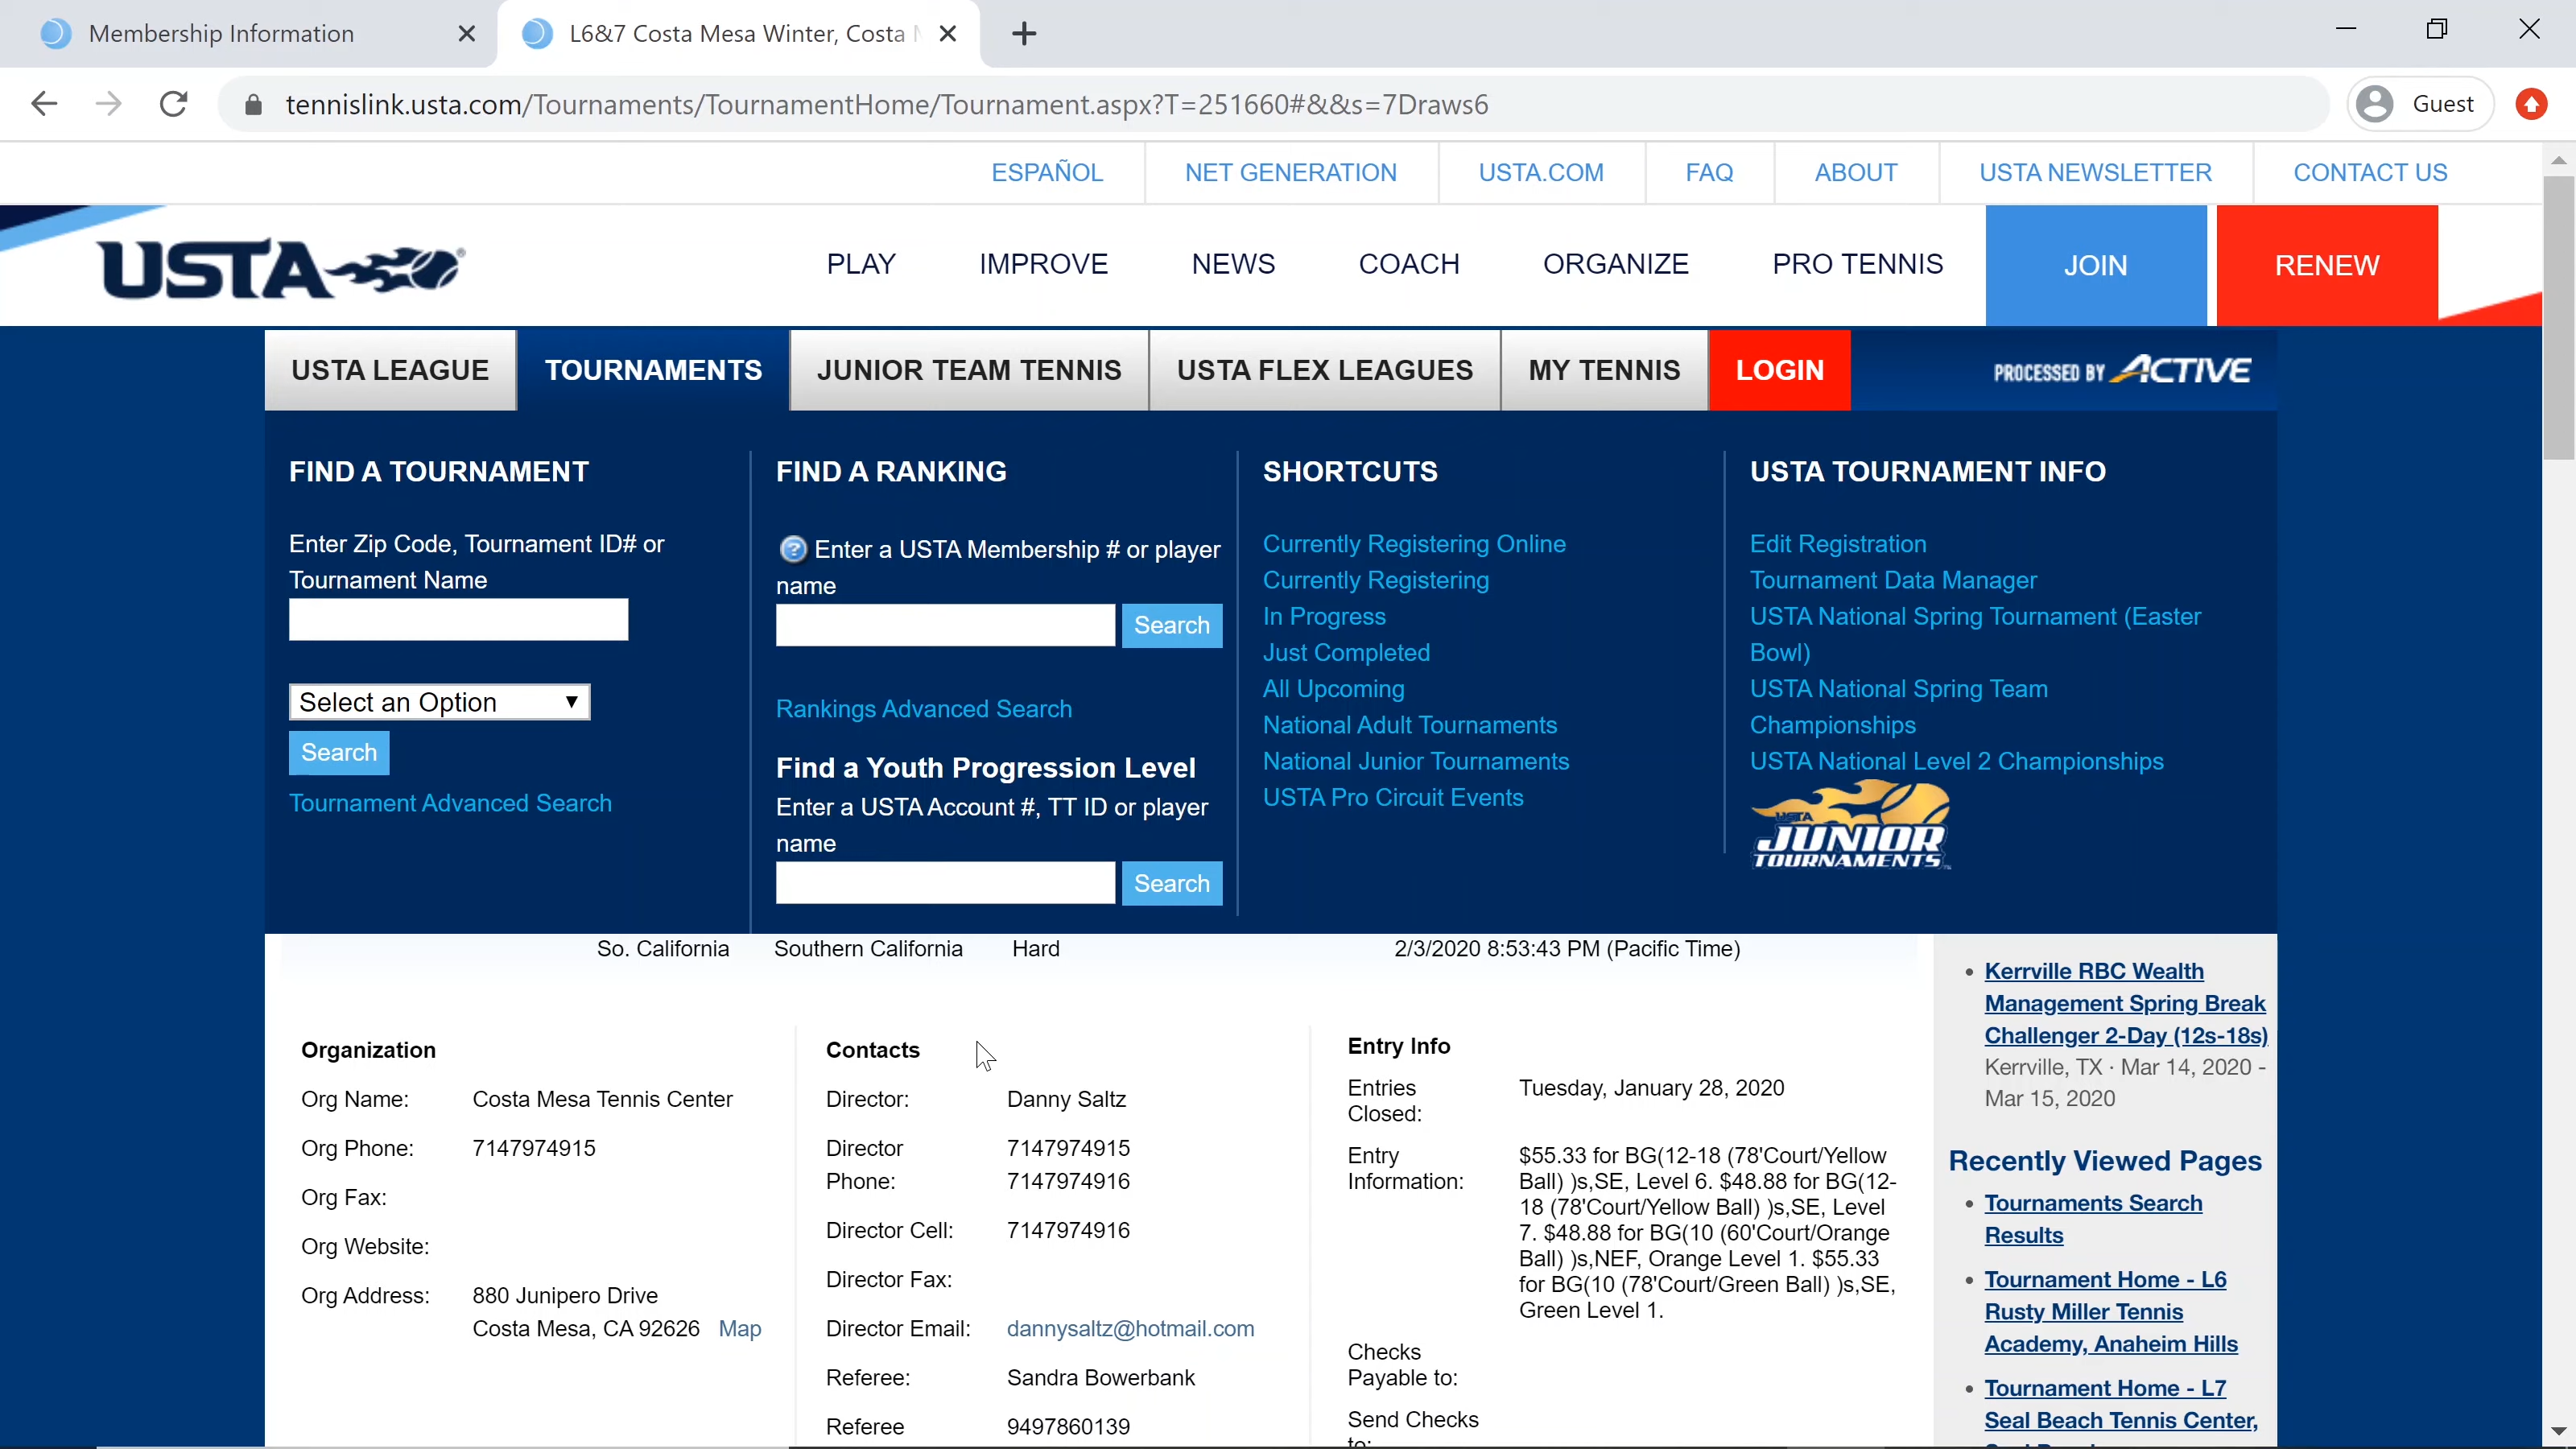 Membership Information
L6&7 Costa Mesa Winter, Costa
tennislink.usta.com/Tournaments/TournamentHome/Tournament.aspx?T=251660#&&s=7Draws6
Guest
ESPAÑOL NET GENERATION USTA.COM FAQ ABOUT USTA NEWSLETTER CONTACT US
USTA PLAY IMPROVE NEWS COACH ORGANIZE PRO TENNIS JOIN RENEW
USTA LEAGUE TOURNAMENTS JUNIOR TEAM TENNIS USTA FLEX LEAGUES MY TENNIS LOGIN PROCESSED BY ACTIVE
FIND A TOURNAMENT
Enter Zip Code, Tournament ID# or
Tournament Name
Select an Option
Search
Tournament Advanced Search
FIND A RANKING
Enter a USTA Membership # or player
name
Search
Rankings Advanced Search
Find a Youth Progression Level
Enter a USTA Account #, TT ID or player
name
Search
SHORTCUTS
Currently Registering Online
Currently Registering
In Progress
Just Completed
All Upcoming
National Adult Tournaments
National Junior Tournaments
USTA Pro Circuit Events
USTA TOURNAMENT INFO
Edit Registration
Tournament Data Manager
USTA National Spring Tournament (Easter
Bowl)
USTA National Spring Team
Championships
USTA National Level 2 Championships
USTA
JUNIOR
TOURNAMENTS
So. California Southern California Hard 2/3/2020 8:53:43 PM (Pacific Time)
Organization
Org Name: Costa Mesa Tennis Center
Org Phone: 7147974915
Org Fax:
Org Website:
Org Address: 880 Junipero Drive
Costa Mesa, CA 92626 Map
Contacts
Director: Danny Saltz
Director 7147974915
Phone: 7147974916
Director Cell: 7147974916
Director Fax:
Director Email: dannysaltz@hotmail.com
Referee: Sandra Bowerbank
Referee 9497860139
Entry Info
Entries Tuesday, January 28, 2020
Closed:
Entry $55.33 for BG(12-18 (78'Court/Yellow
Information: Ball) )s,SE, Level 6. $48.88 for BG(12-
18 (78'Court/Yellow Ball) )s,SE, Level
7. $48.88 for BG(10 (60'Court/Orange
Ball) )s,NEF, Orange Level 1. $55.33
for BG(10 (78'Court/Green Ball) )s,SE,
Green Level 1.
Checks
Payable to:
Send Checks
to:
Kerrville RBC Wealth
Management Spring Break
Challenger 2-Day (12s-18s)
Kerrville, TX · Mar 14, 2020 -
Mar 15, 2020
Recently Viewed Pages
Tournaments Search
Results
Tournament Home - L6
Rusty Miller Tennis
Academy, Anaheim Hills
Tournament Home - L7
Seal Beach Tennis Center,